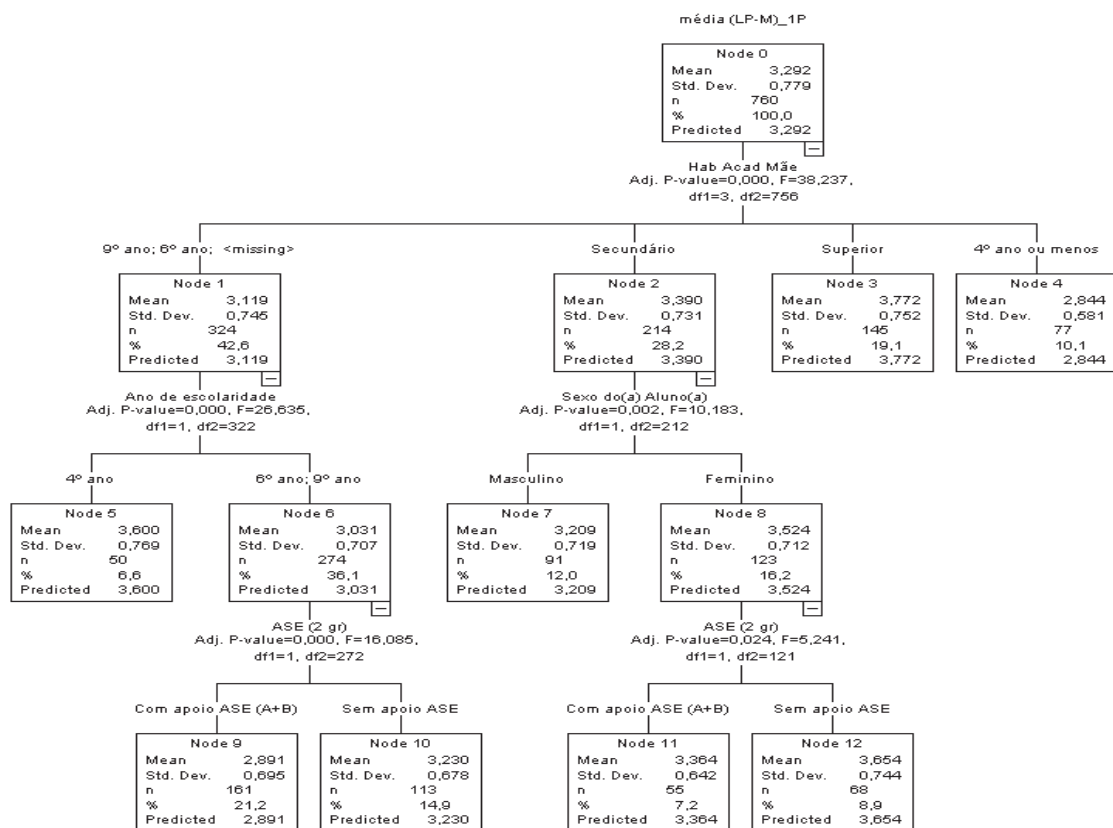 média (LP-M)_1P
Node 0
Mean 3,292
Std. Dev. 0,779
n 760
% 100,0
Predicted 3,292
Hab Acad Mãe
Adj. P-value=0,000, F=38,237,
df1=3, df2=756
9º ano; 6º ano; <missing>
Secundário
Superior
4º ano ou menos
Node 1
Mean 3,119
Std. Dev. 0,745
n 324
% 42,6
Predicted 3,119
Node 2
Mean 3,390
Std. Dev. 0,731
n 214
% 28,2
Predicted 3,390
Node 3
Mean 3,772
Std. Dev. 0,752
n 145
% 19,1
Predicted 3,772
Node 4
Mean 2,844
Std. Dev. 0,581
n 77
% 10,1
Predicted 2,844
Ano de escolaridade
Adj. P-value=0,000, F=26,635,
df1=1, df2=322
Sexo do(a) Aluno(a)
Adj. P-value=0,002, F=10,183,
df1=1, df2=212
4º ano
6º ano; 9º ano
Masculino
Feminino
Node 5
Mean 3,600
Std. Dev. 0,769
n 50
% 6,6
Predicted 3,600
Node 6
Mean 3,031
Std. Dev. 0,707
n 274
% 36,1
Predicted 3,031
Node 7
Mean 3,209
Std. Dev. 0,719
n 91
% 12,0
Predicted 3,209
Node 8
Mean 3,524
Std. Dev. 0,712
n 123
% 16,2
Predicted 3,524
ASE (2 gr)
Adj. P-value=0,000, F=16,085,
df1=1, df2=272
ASE (2 gr)
Adj. P-value=0,024, F=5,241,
df1=1, df2=121
Com apoio ASE (A+B)
Sem apoio ASE
Com apoio ASE (A+B)
Sem apoio ASE
Node 9
Mean 2,891
Std. Dev. 0,695
n 161
% 21,2
Predicted 2,891
Node 10
Mean 3,230
Std. Dev. 0,678
n 113
% 14,9
Predicted 3,230
Node 11
Mean 3,364
Std. Dev. 0,642
n 55
% 7,2
Predicted 3,364
Node 12
Mean 3,654
Std. Dev. 0,744
n 68
% 8,9
Predicted 3,654